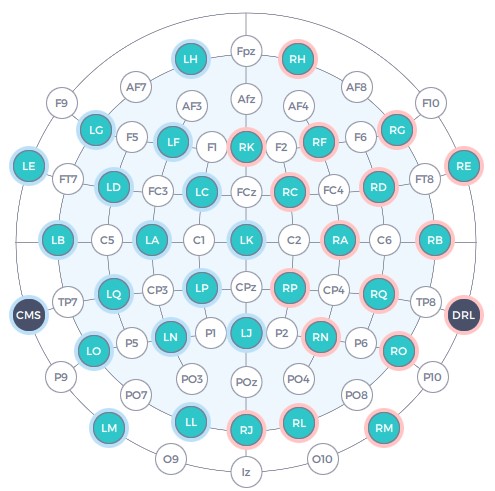 Fpz
LH RH
AF7 AF8
F9 AF3 Afz AF4 F10
LG F5 LF F1 RK F2 RF F6 RG
LE FT7 LD FC3 LC FCz RC FC4 RD FT8 RE
LB C5 LA C1 LK C2 RA C6 RB
CMS TP7 LQ CP3 LP CPz RP CP4 RQ TP8 DRL
LO P5 LN P1 LJ P2 RN P6 RO
P9 PO3 POz PO4 P10
PO7 PO8
LM LL RJ RL RM
O9 Iz O10